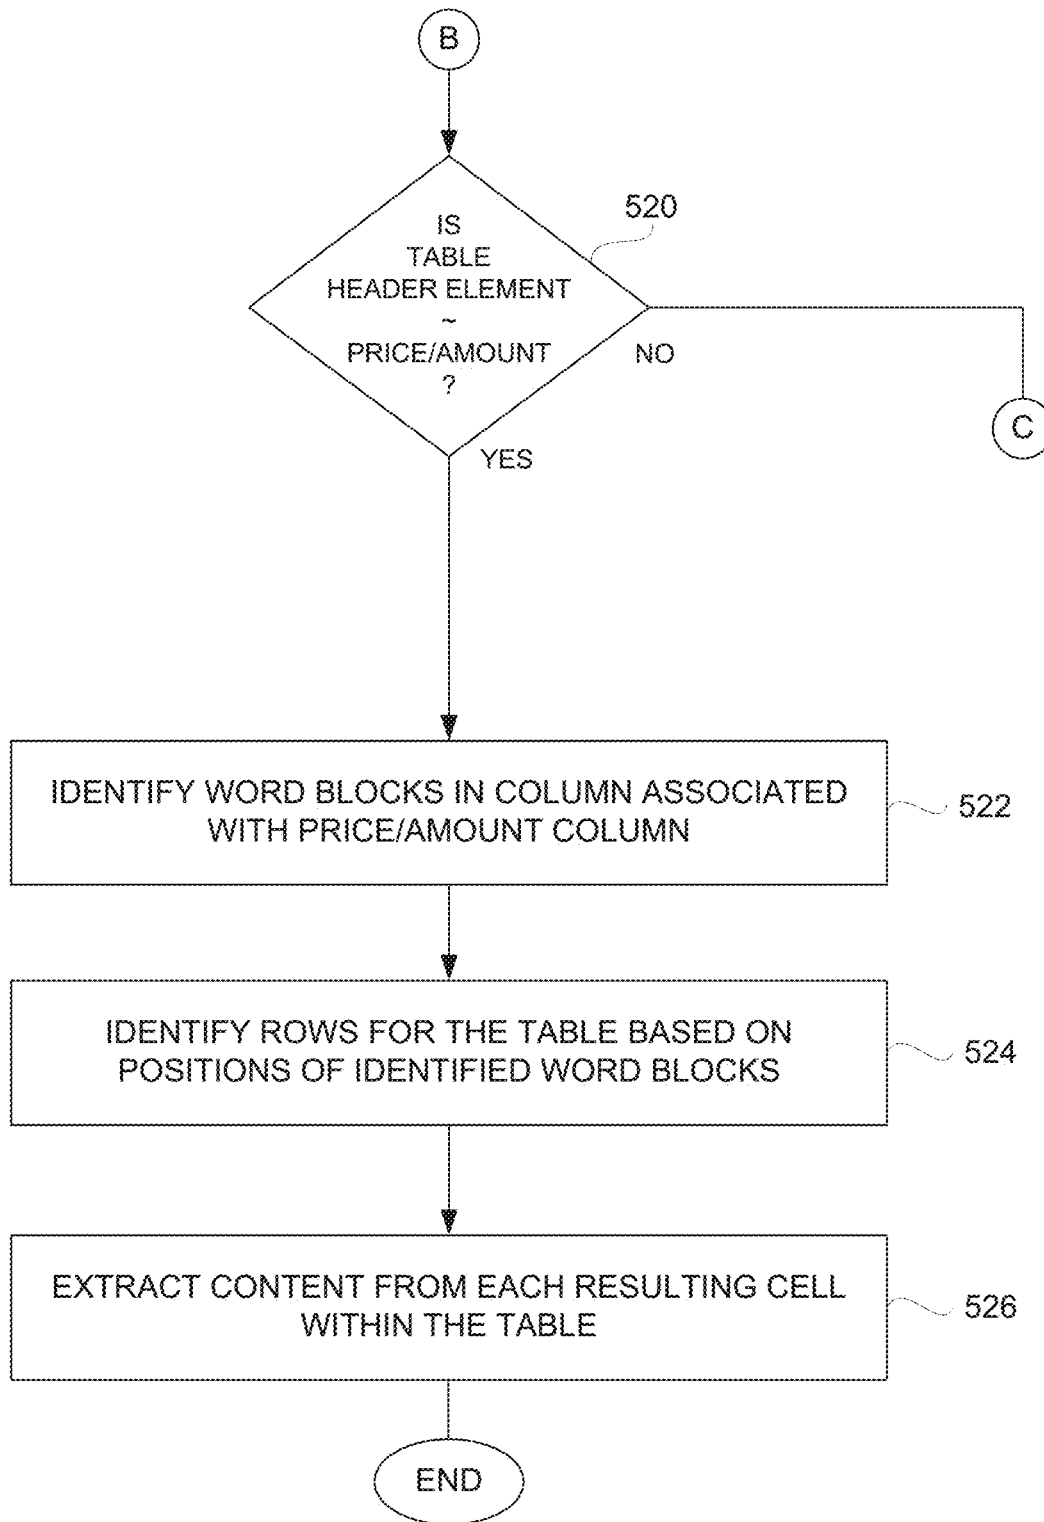 B
520
IS
TABLE
HEADER ELEMENT
~
PRICE/AMOUNT
?
NO
C
YES
IDENTIFY WORD BLOCKS IN COLUMN ASSOCIATED
WITH PRICE/AMOUNT COLUMN
522
IDENTIFY ROWS FOR THE TABLE BASED ON
POSITIONS OF IDENTIFIED WORD BLOCKS
524
EXTRACT CONTENT FROM EACH RESULTING CELL
WITHIN THE TABLE
526
END